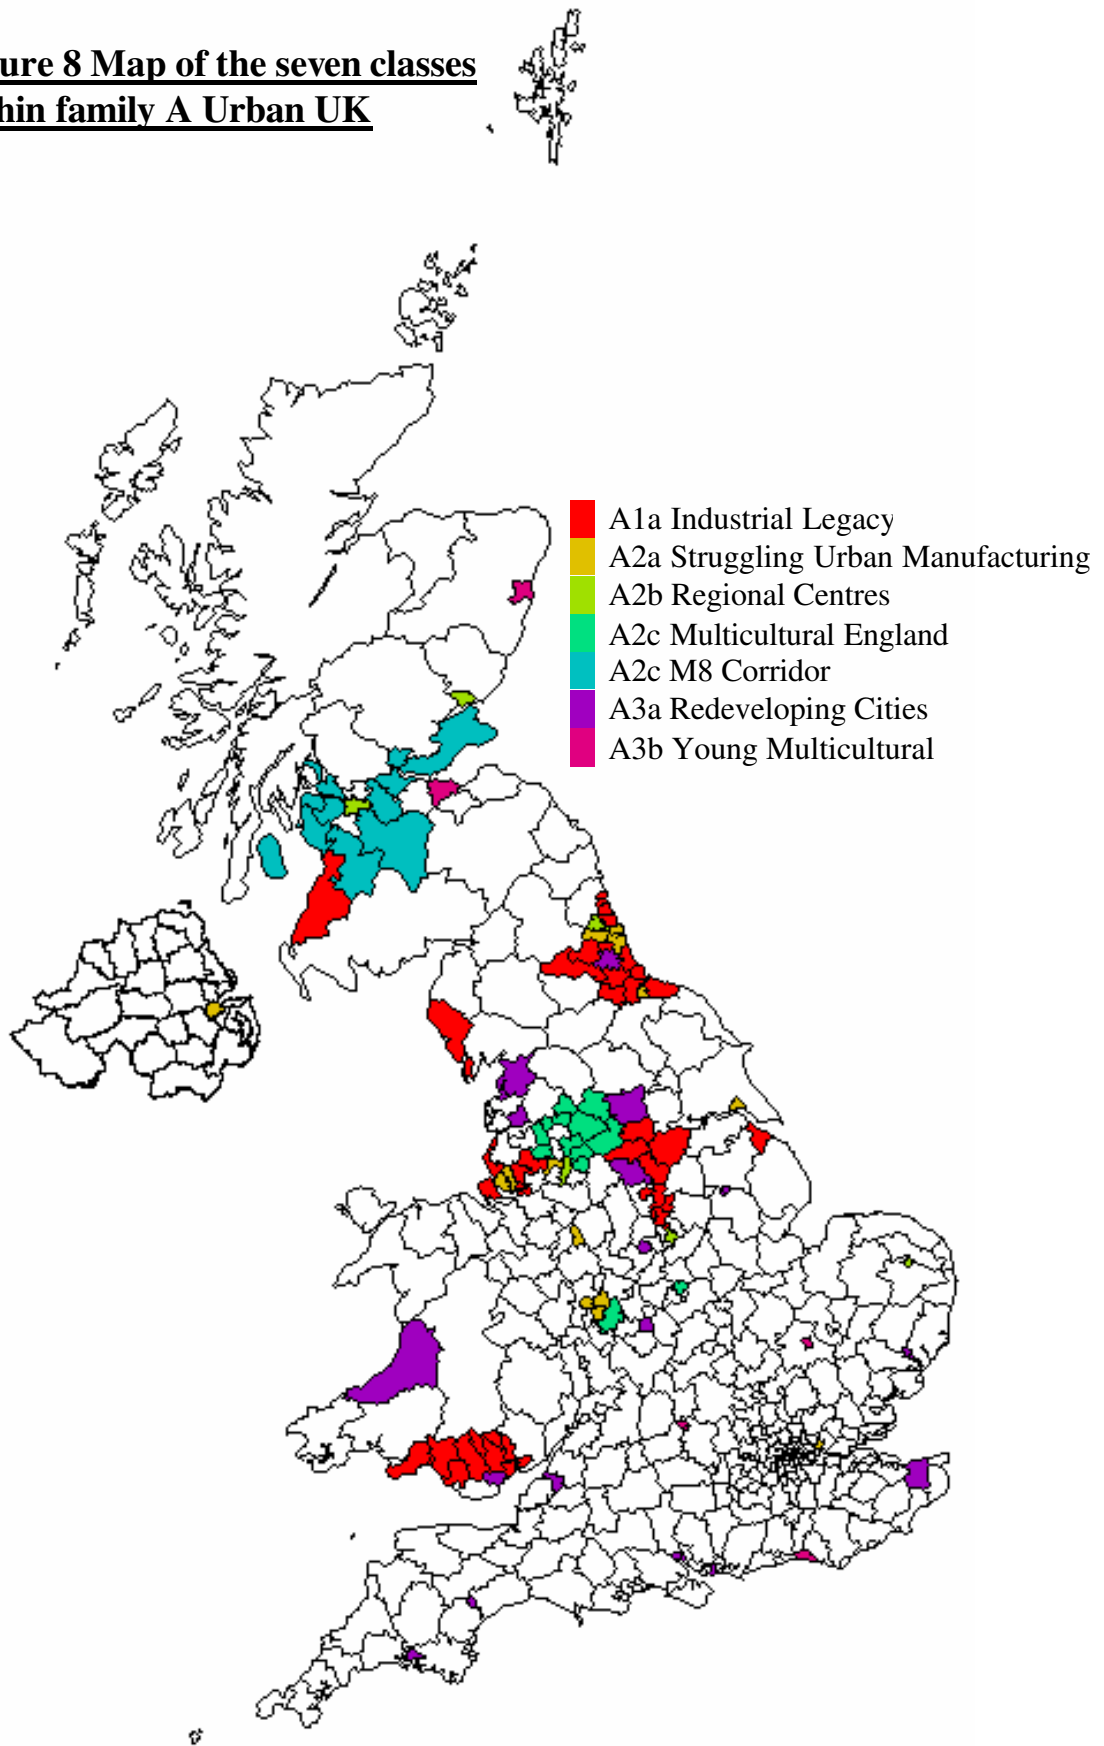 ure 8 Map of the seven classes
hin family A Urban UK
A1a Industrial Legacy
A2a Struggling Urban Manufacturing
A2b Regional Centres
A2c Multicultural England
A2c M8 Corridor
A3a Redeveloping Cities
A3b Young Multicultural